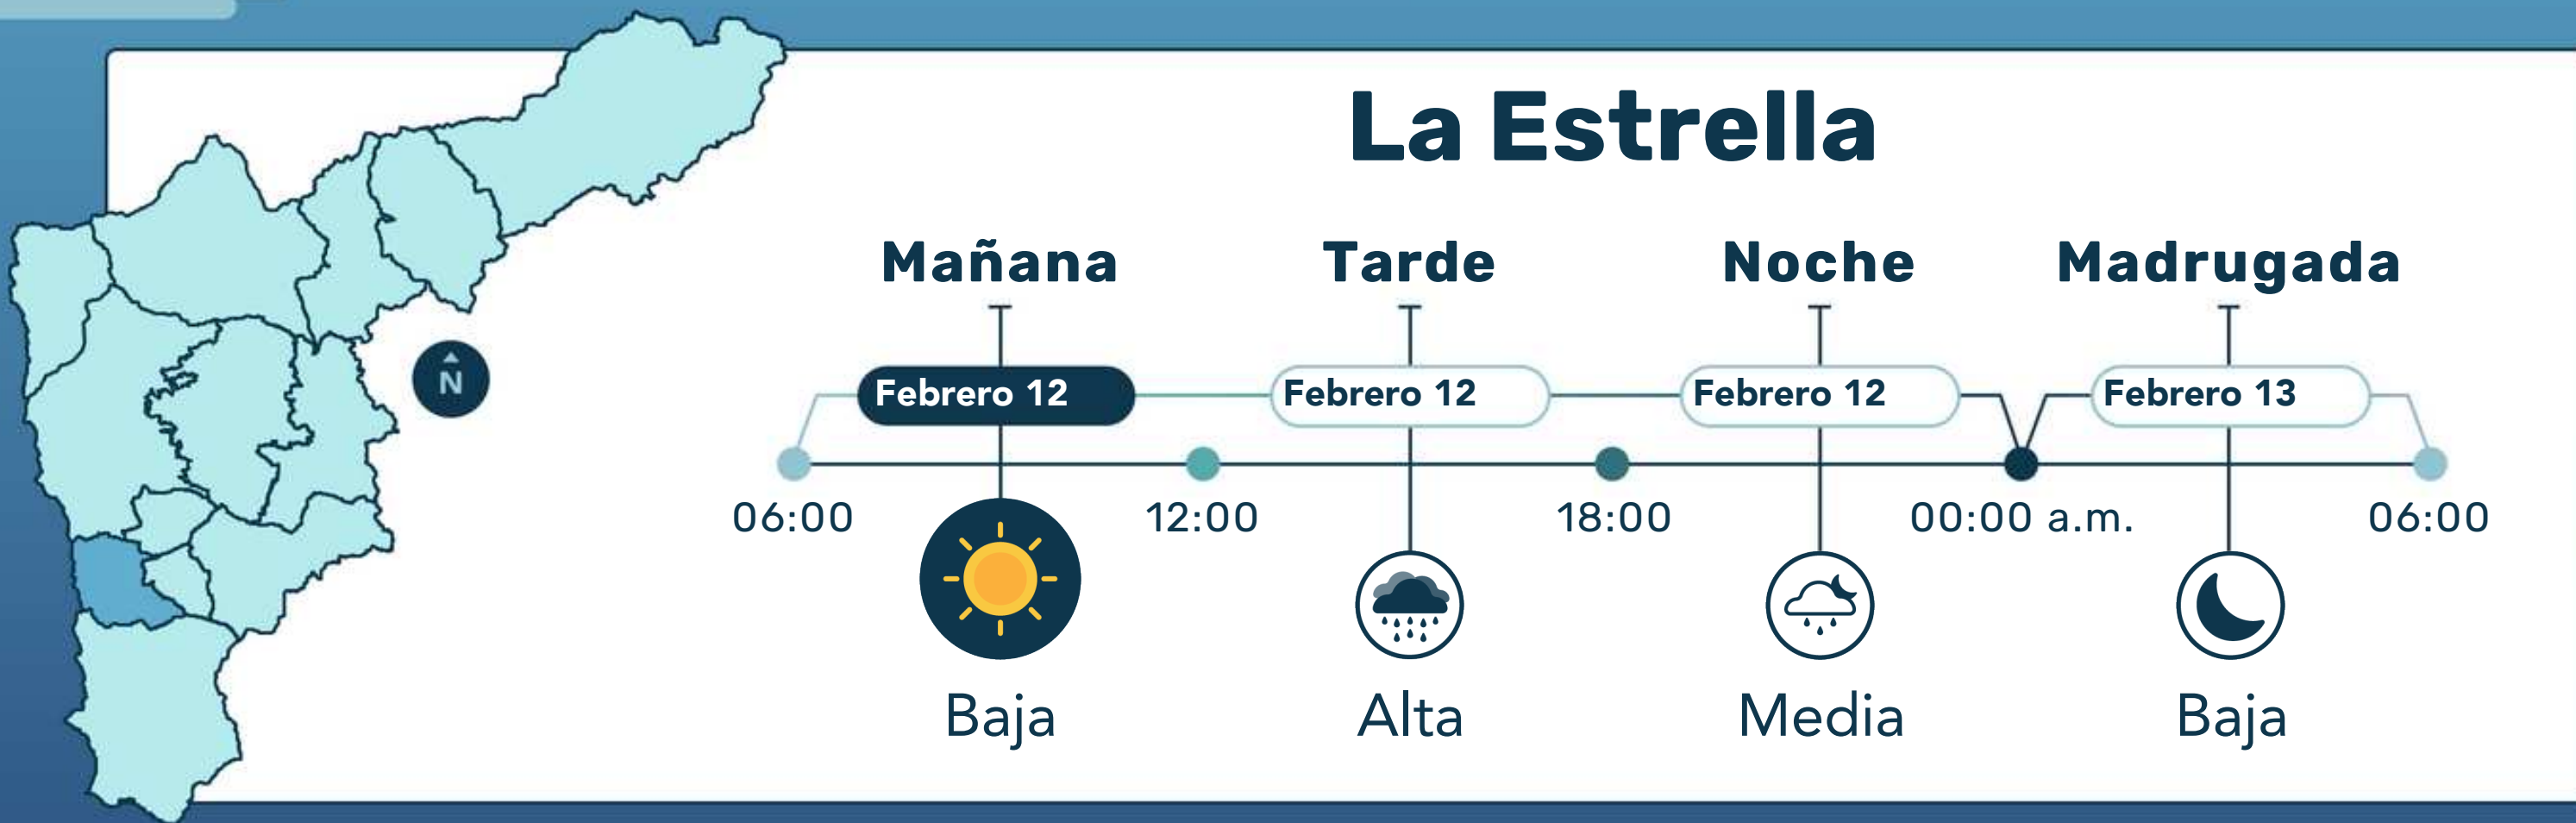 La Estrella
Mañana Tarde Noche Madrugada
N
Febrero 12 Febrero 12 Febrero 12 Febrero 13
06:00 12:00 18:00 00:00 a.m. 06:00
Baja Alta Media Baja